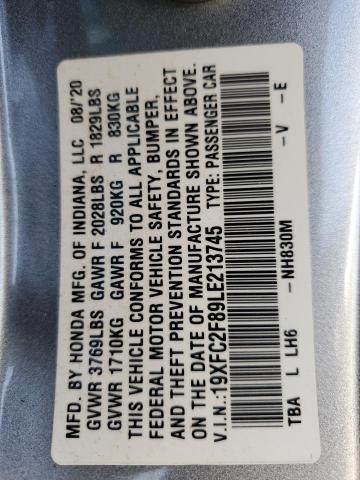 MFD. BY HONDA MFG. OF INDIANA, LLC 08/'20
GVWR 3769LBS GAWR F 2028LBS R 1829LBS
GVWR 1710KG GAWR F 920KG R 830KG
THIS VEHICLE CONFORMS TO ALL APPLICABLE
FEDERAL MOTOR VEHICLE SAFETY, BUMPER,
AND THEFT PREVENTION STANDARDS IN EFFECT
ON THE DATE OF MANUFACTURE SHOWN ABOVE.
V.I.N.:19XFC2F89LE213745 TYPE: PASSENGER CAR
TBA L LH6 -NH830M -V -E